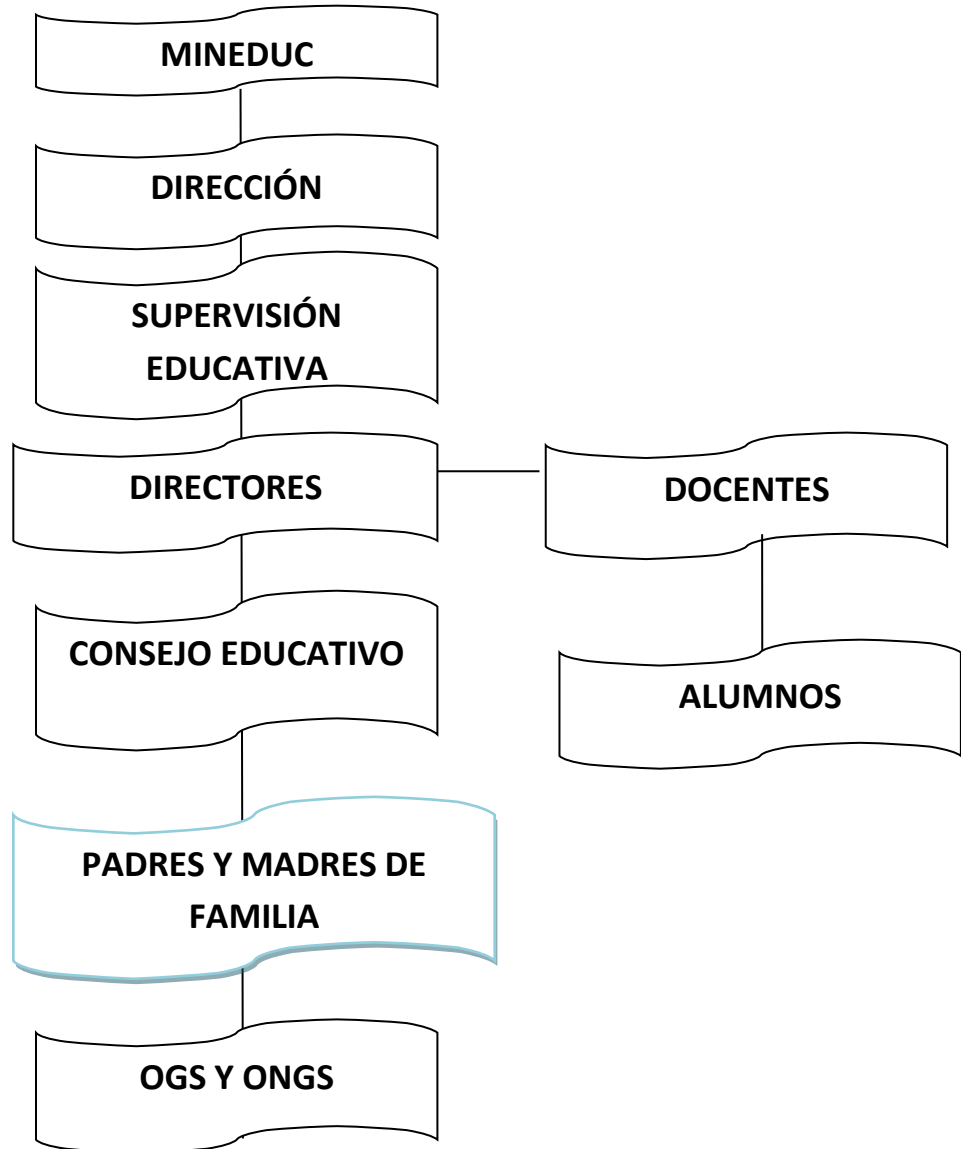 MINEDUC
DIRECCIÓN
SUPERVISIÓN
EDUCATIVA
DIRECTORES
DOCENTES
CONSEJO EDUCATIVO
ALUMNOS
PADRES Y MADRES DE
FAMILIA
OGS Y ONGS